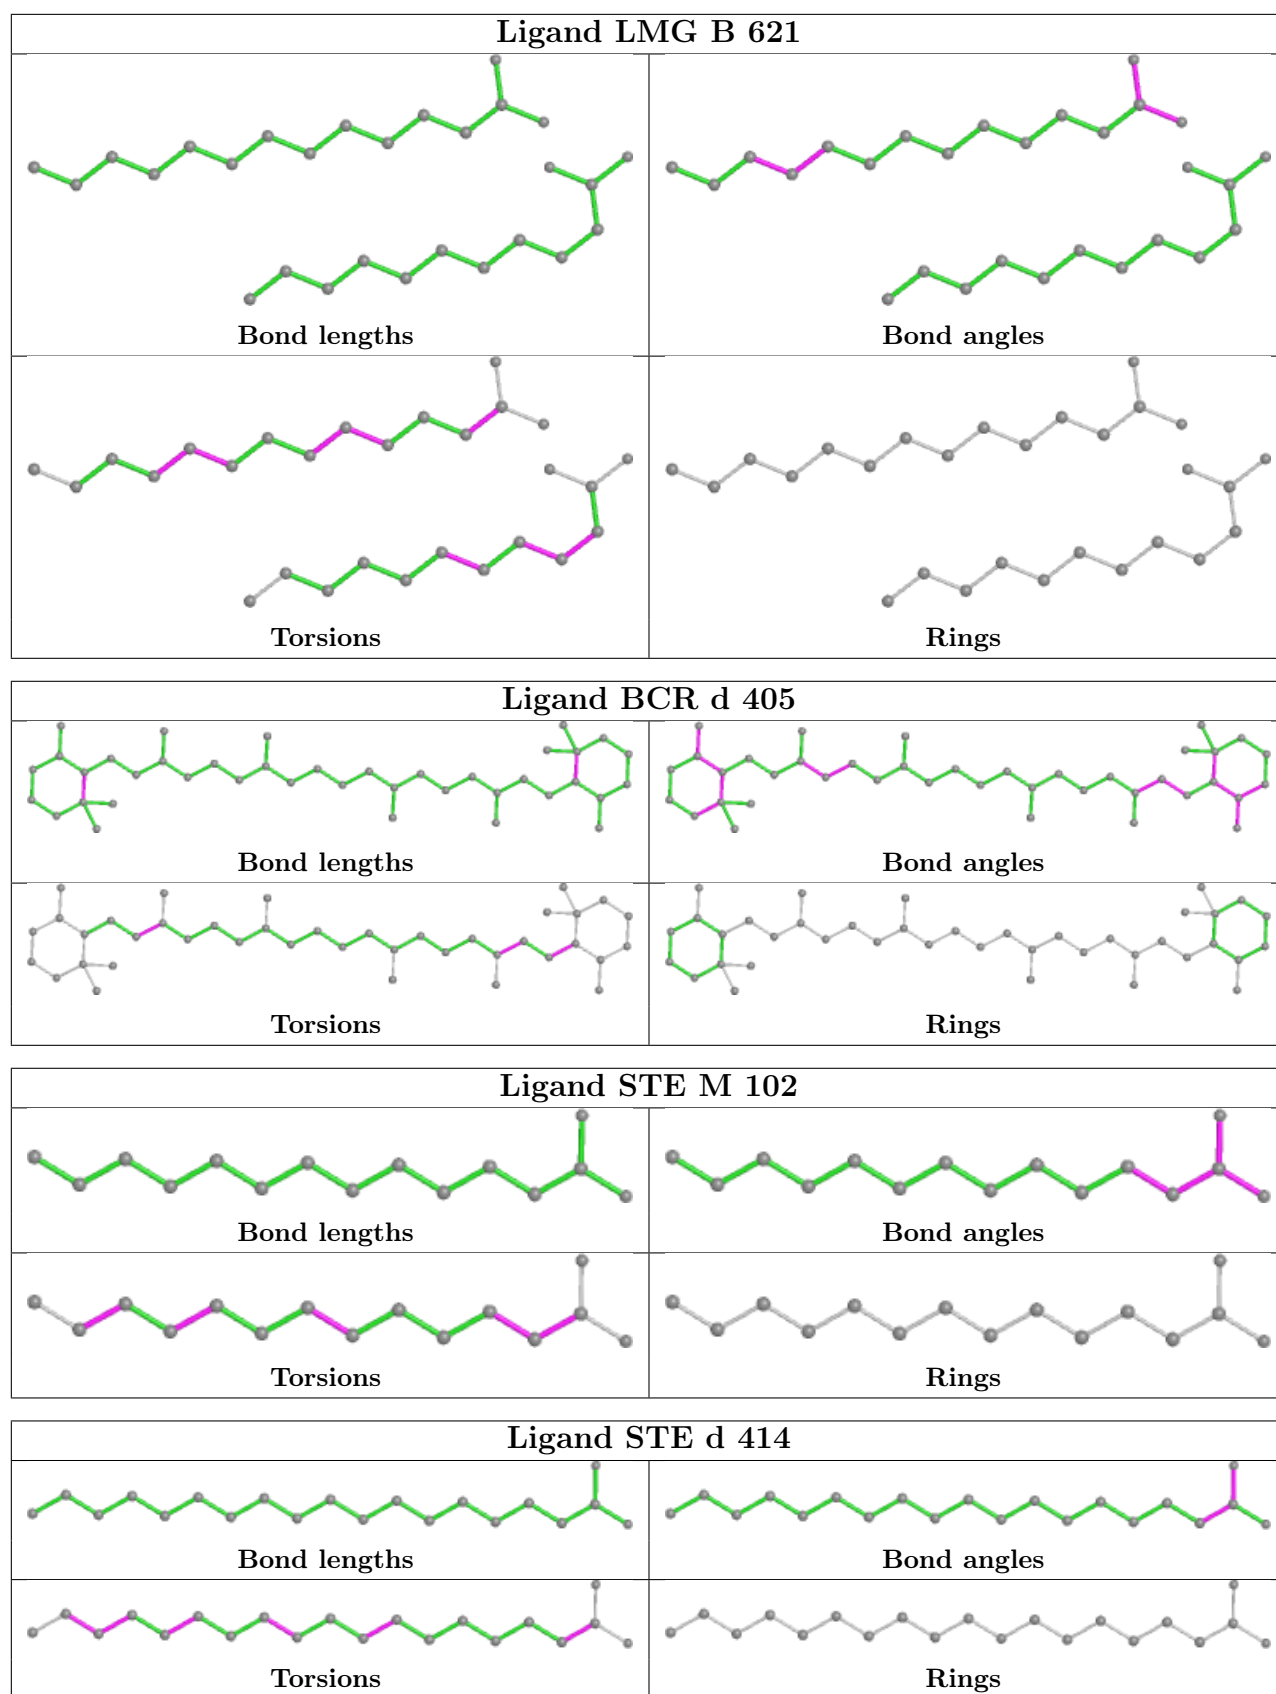 Ligand LMG B 621
Bond lengths
Bond angles
Torsions
Rings
Ligand BCR d 405
Bond lengths
Bond angles
Torsions
Rings
Ligand STE M 102
Bond lengths
Bond angles
Torsions
Rings
Ligand STE d 414
Bond lengths
Bond angles
Torsions
Rings